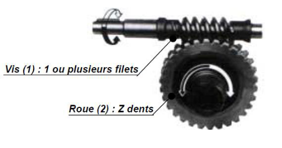 Vis (1) : 1 ou plusieurs filets
Roue (2) : Z dents